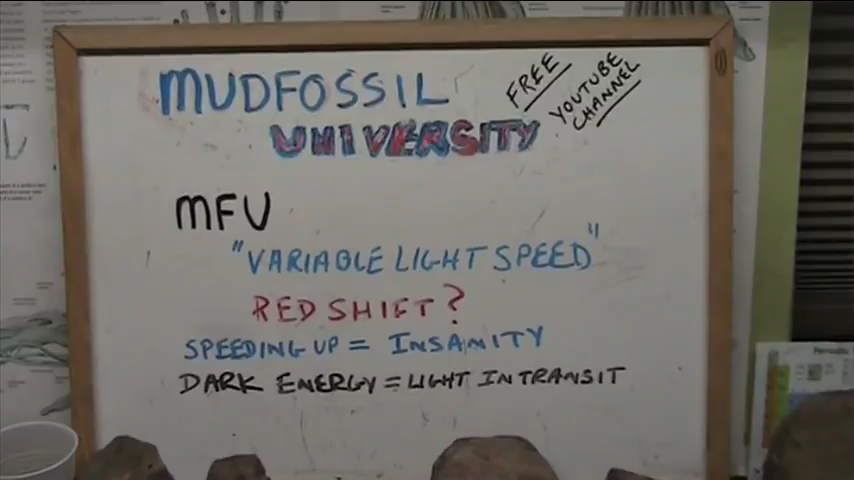 MUDFOSSIL
UNIVERSITY
FREE
YOUTUBE
CHANNEL
MFU
"VARIABLE LIGHT SPEED"
RED SHIFT?
SPEEDING UP = INSANITY
DARK ENERGY = LIGHT IN TRANSIT